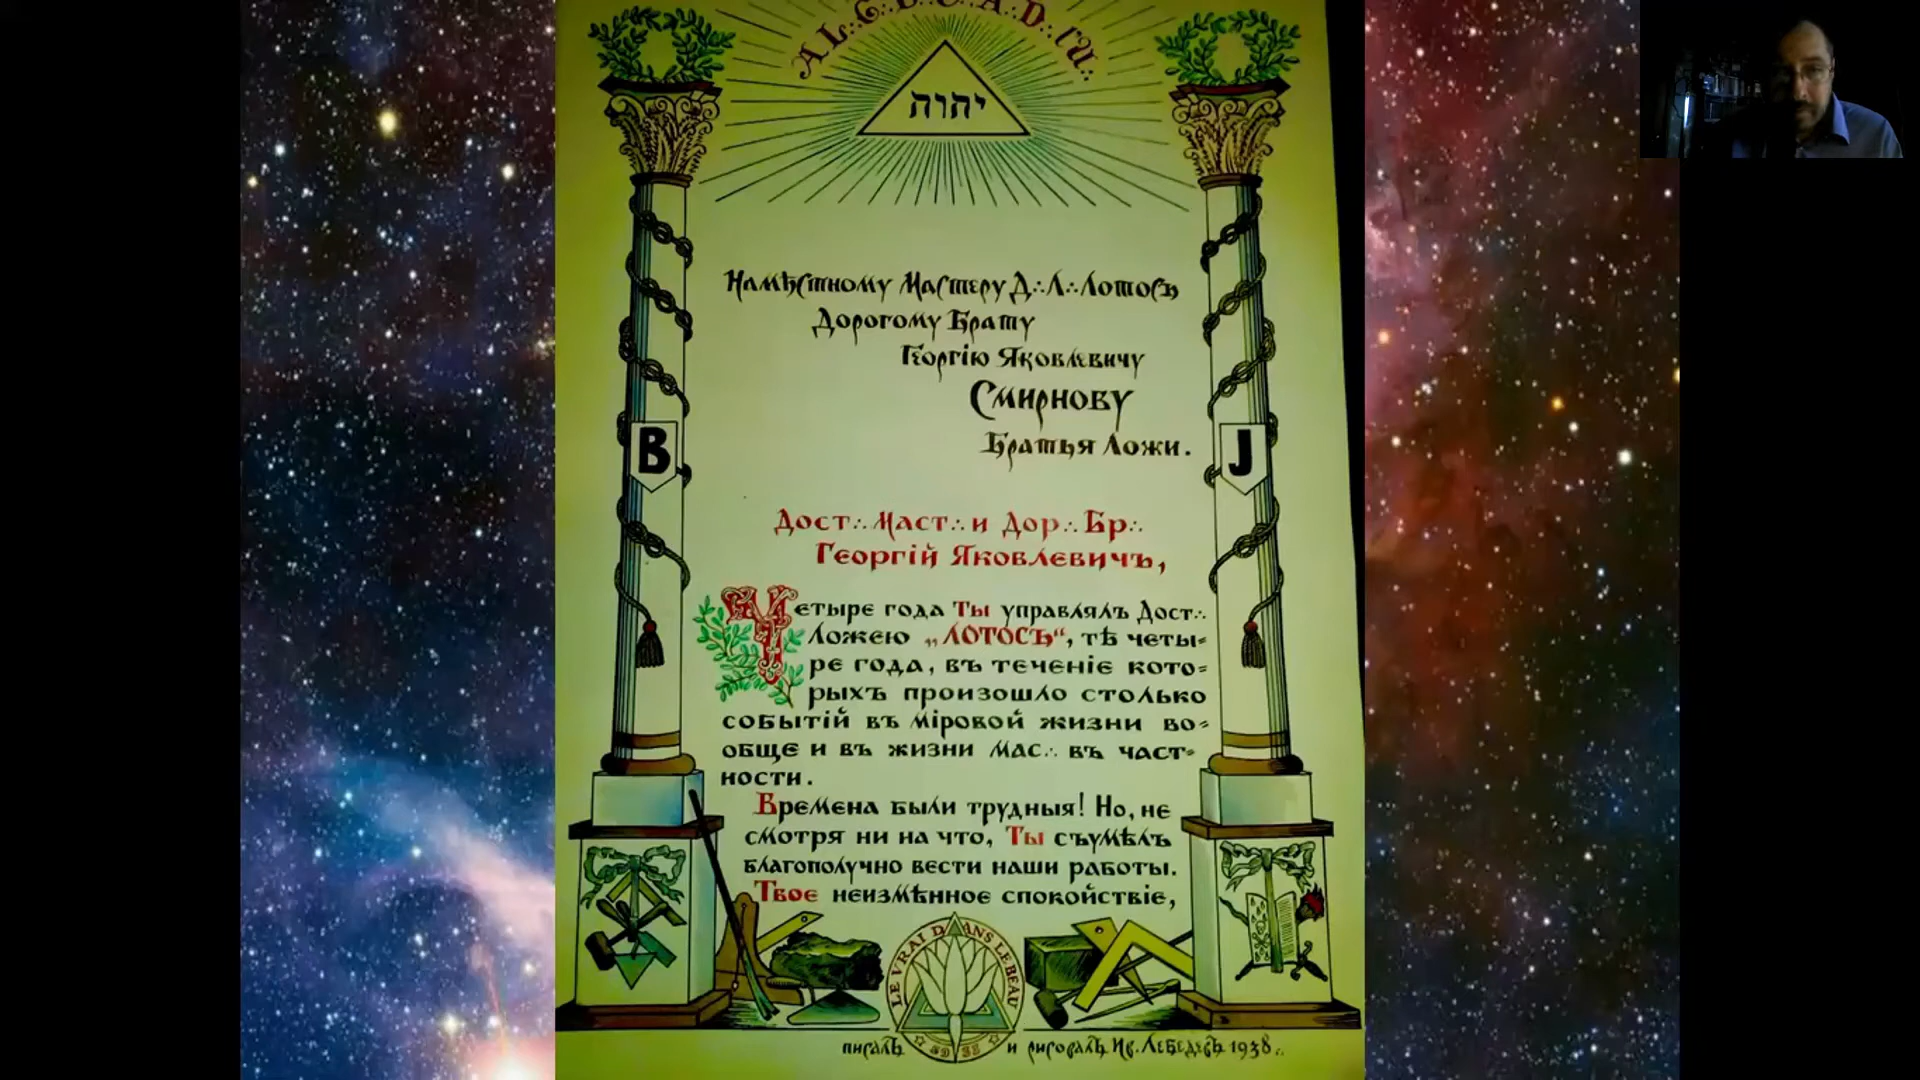 A L∴ G∴ D∴ G∴ A∴ D∴ l'U∴
יהוה
Намѣстному Мастеру Д∴ Л∴ Лотосъ
Дорогому Брату
Георгію Яковлевичу
Смирнову
Братья Ложи.
B
J
Дост∴ Маст∴ и Дор∴ Бр∴
Георгій Яковлевичъ,
Четыре года Ты управлялъ Дост∴
Ложею „ЛОТОСЪ“, тѣ четы=
ре года, въ теченіе кото=
рыхъ произошло столько
событій въ міровой жизни во=
обще и въ жизни Мас∴ въ част=
ности.
Времена были трудныя! Но, не
смотря ни на что, Ты съумѣлъ
благополучно вести наши работы.
Твое неизмѣнное спокойствіе,
LE VRAI DANS LE BEAU
5933
писалъ и рисовалъ Ив. Лебедевъ 1938